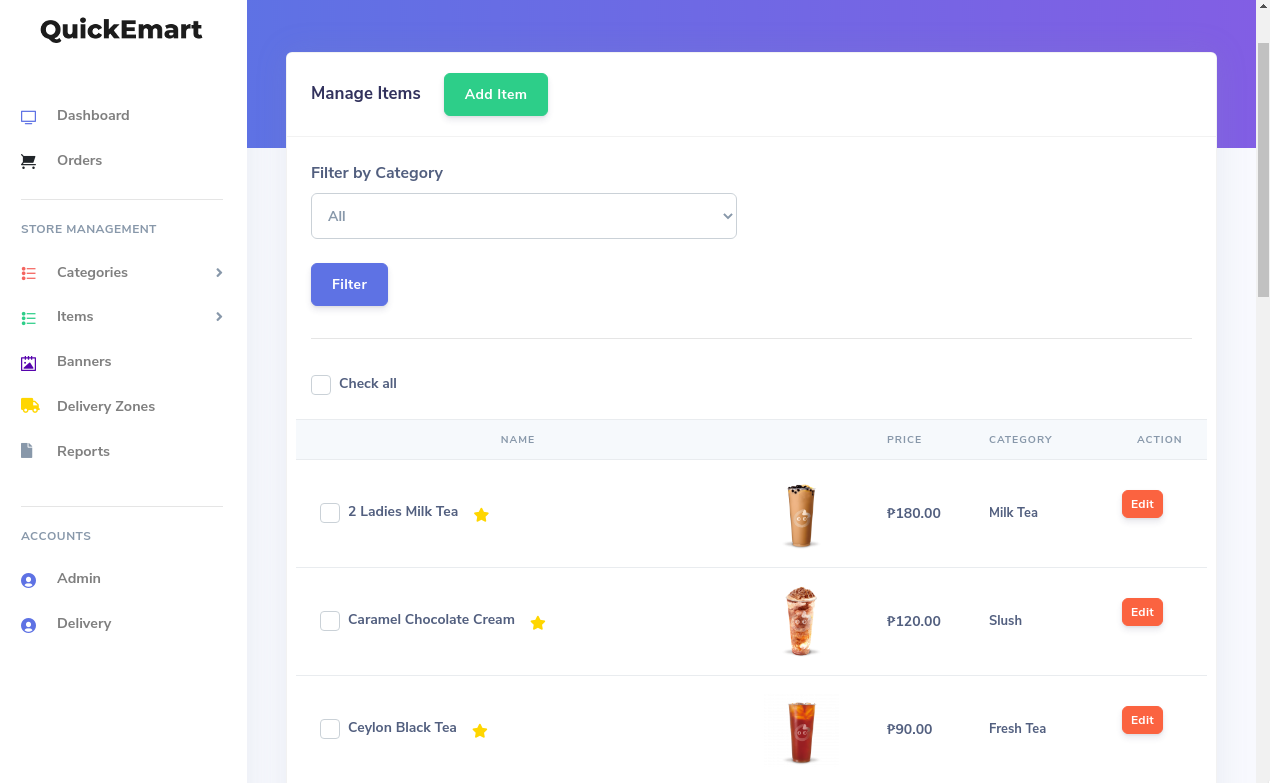 QuickEmart
Dashboard
Orders
STORE MANAGEMENT
Categories
Items
Banners
Delivery Zones
Reports
ACCOUNTS
Admin
Delivery
Manage Items
Add Item
Filter by Category
All
Filter
Check all
NAME PRICE CATEGORY ACTION
2 Ladies Milk Tea ₱180.00 Milk Tea Edit
Caramel Chocolate Cream ₱120.00 Slush Edit
Ceylon Black Tea ₱90.00 Fresh Tea Edit